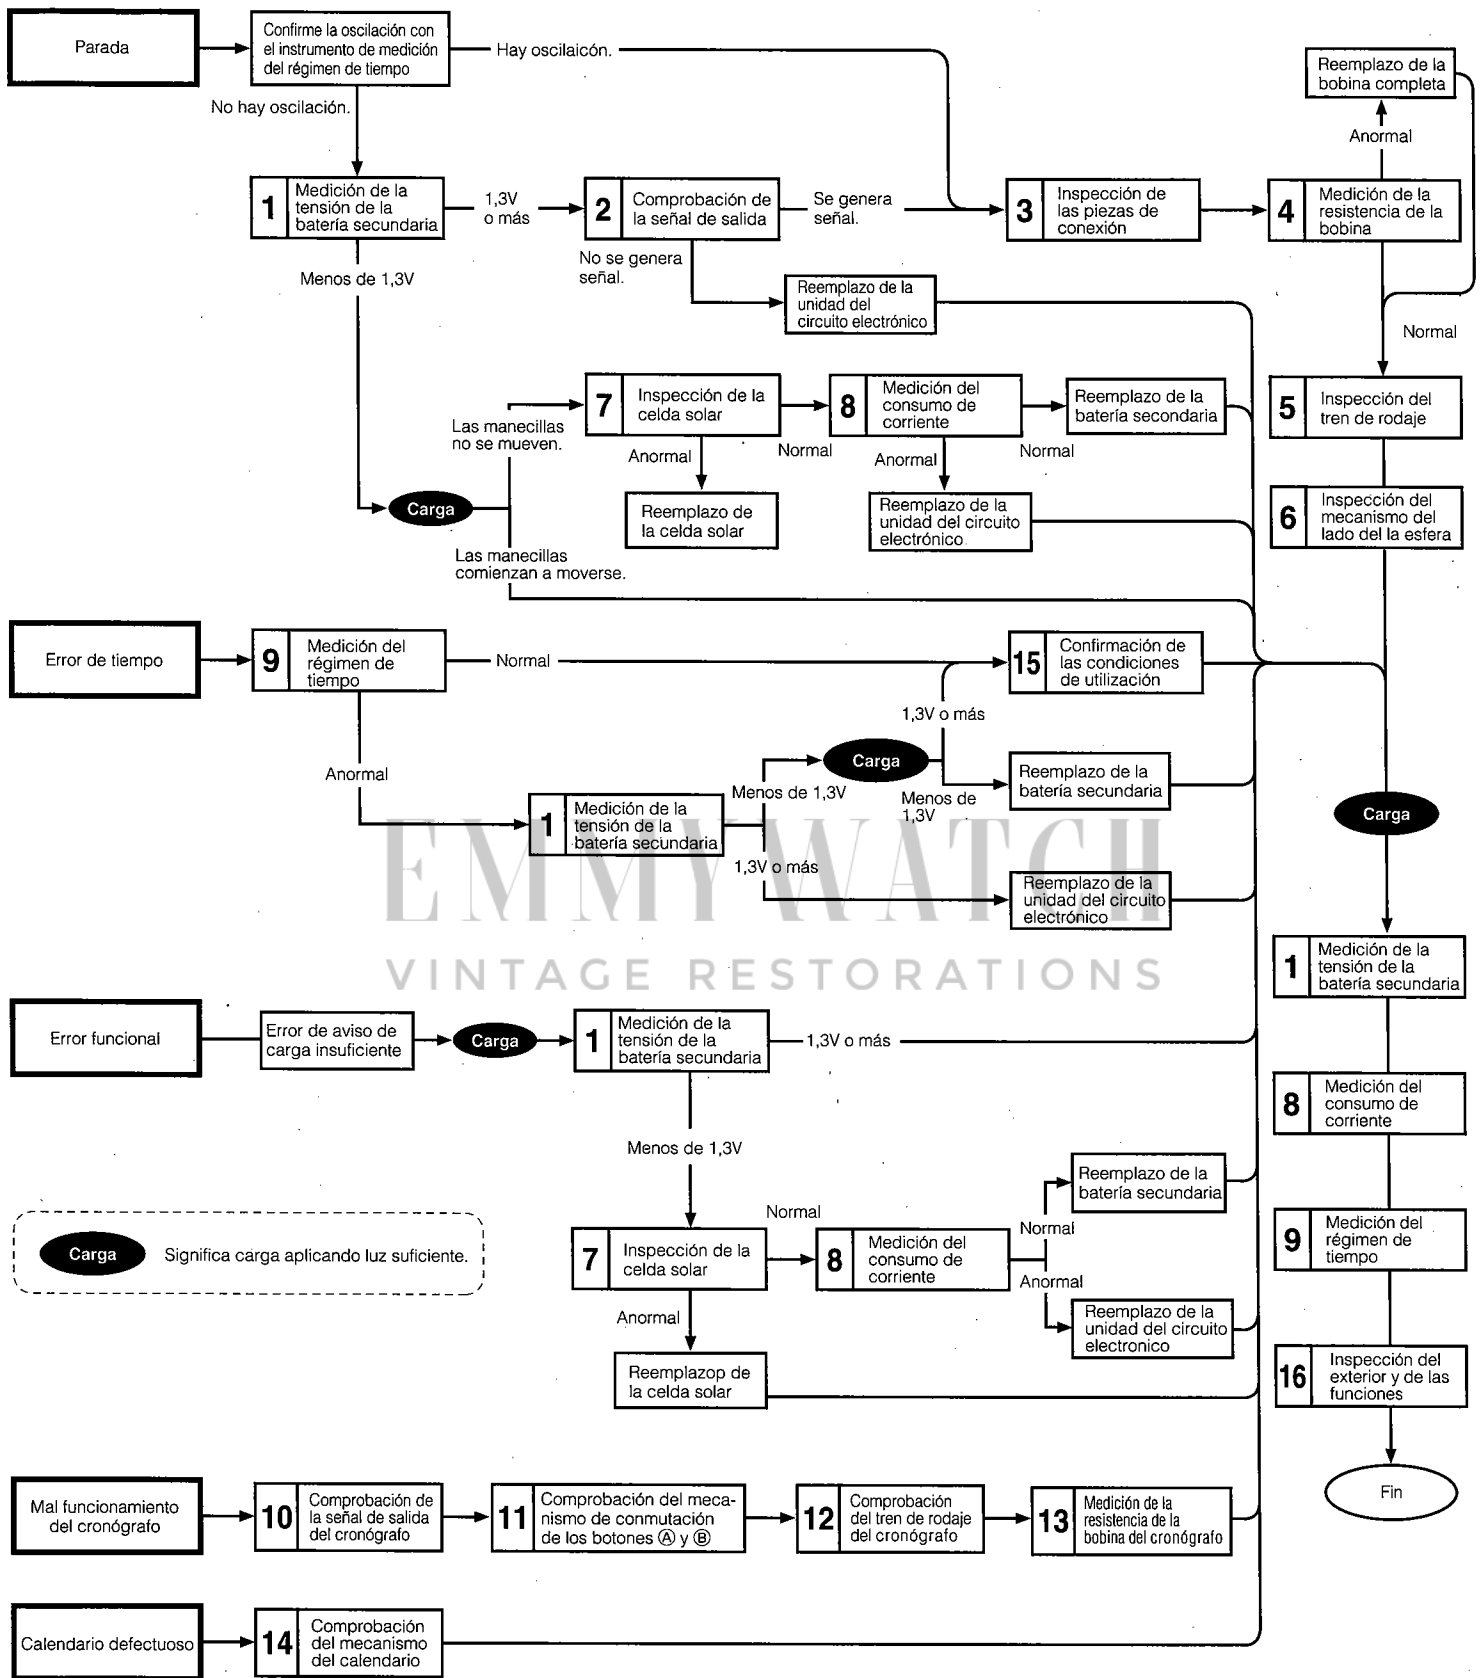 Parada
Confirme la oscilación con
el instrumento de medición
del régimen de tiempo
Hay oscilaicón.
No hay oscilación.
Reemplazo de la
bobina completa
Anormal
1
Medición de la
tensión de la
batería secundaria
1,3V
o más
2
Comprobación de
la señal de salida
Se genera
señal.
3
Inspección de
las piezas de
conexión
4
Medición de la
resistencia de la
bobina
Menos de 1,3V
No se genera
señal.
Reemplazo de la
unidad del
circuito electrónico
Normal
Las manecillas
no se mueven.
7
Inspección de la
celda solar
Normal
8
Medición del
consumo de
corriente
Normal
Reemplazo de la
batería secondaria
5
Inspección del
tren de rodaje
Anormal
Anormal
Carga
Reemplazo de
la celda solar
Reemplazo de la
unidad del circuito
electrónico
6
Inspección del
mecanismo del
lado del la esfera
Las manecillas
comienzan a moverse.
Error de tiempo
9
Medición del
régimen de
tiempo
Normal
15
Confirmación de
las condiciones
de utilización
1,3V o más
Anormal
Carga
Menos de 1,3V
Menos de
1,3V
Reemplazo de la
batería secundaria
Carga
1
Medición de la
tensión de la
batería secundaria
1,3V o más
Reemplazo de la
unidad del circuito
electrónico
EMMYWATCH
VINTAGE RESTORATIONS
1
Medición de la
tensión de la
batería secundaria
Error funcional
Error de aviso de
carga insuficiente
Carga
1
Medición de la
tensión de la
batería secundaria
1,3V o más
8
Medición del
consumo de
corriente
Menos de 1,3V
Reemplazo de la
batería secundaria
Carga
Significa carga aplicando luz suficiente.
7
Inspección de la
celda solar
Normal
8
Medición del
consumo de
corriente
Normal
Anormal
9
Medición del
régimen de
tiempo
Anormal
Reemplazo de la
unidad del circuito
electronico
Reemplazop de
la celda solar
16
Inspección del
exterior y de las
funciones
Fin
Mal funcionamiento
del cronógrafo
10
Comprobación de
la señal de salida
del cronógrafo
11
Comprobación del meca-
nismo de conmutación
de los botones Ⓐ y Ⓑ
12
Comprobación
del tren de rodaje
del cronógrafo
13
Medición de la
resistencia de la
bobina del cronógrafo
Calendario defectuoso
14
Comprobación
del mecanismo
del calendario